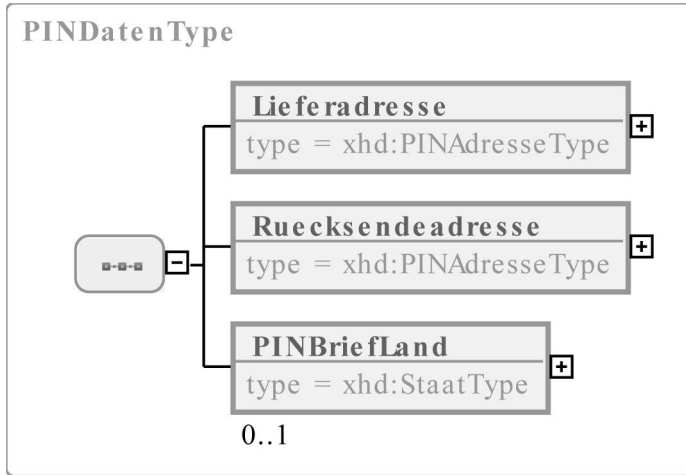 PINDatenType
Lieferadresse
type = xhd:PINAdresseType
Ruecksendeadresse
type = xhd:PINAdresseType
PINBriefLand
type = xhd:StaatType
0..1